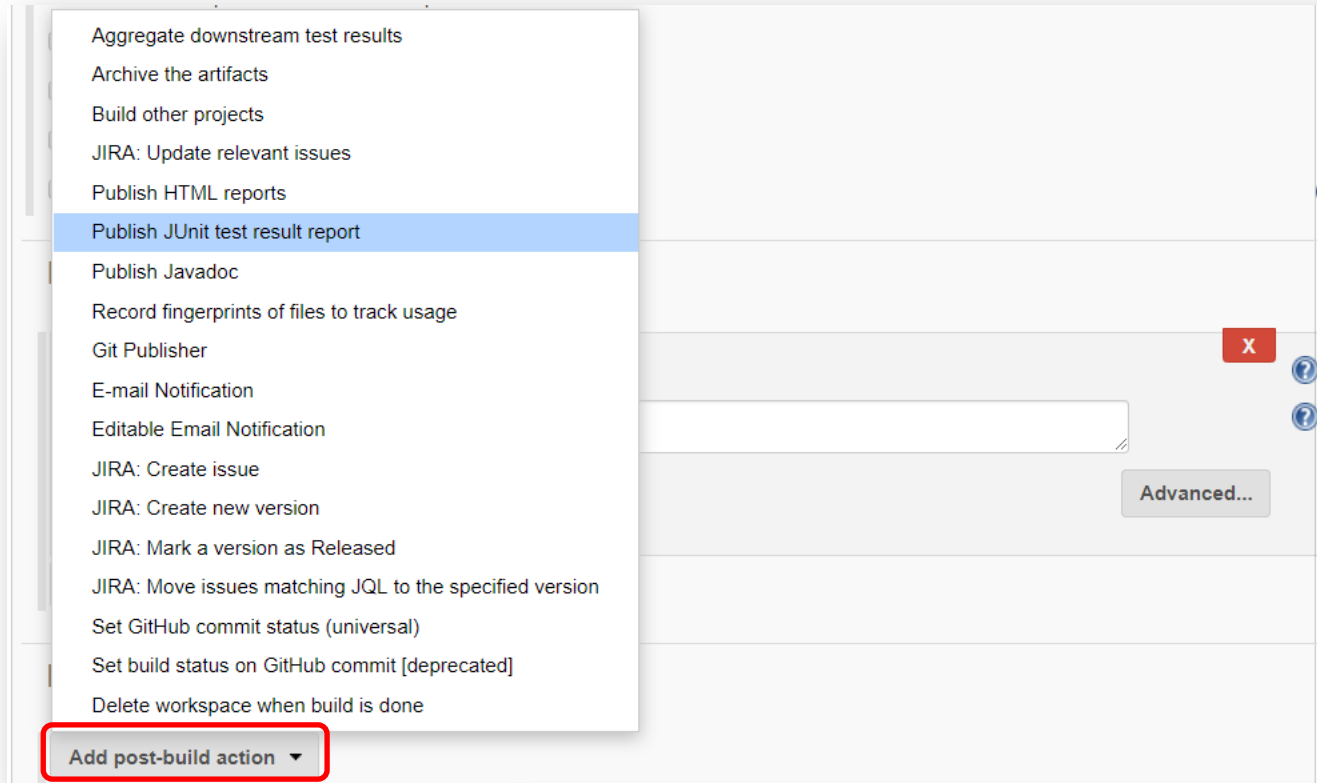 Aggregate downstream test results
Archive the artifacts
Build other projects
JIRA: Update relevant issues
Publish HTML reports
Publish JUnit test result report
Publish Javadoc
Record fingerprints of files to track usage
Git Publisher
E-mail Notification
Editable Email Notification
JIRA: Create issue
JIRA: Create new version
JIRA: Mark a version as Released
JIRA: Move issues matching JQL to the specified version
Set GitHub commit status (universal)
Set build status on GitHub commit [deprecated]
Delete workspace when build is done
Add post-build action
X
?
?
Advanced...